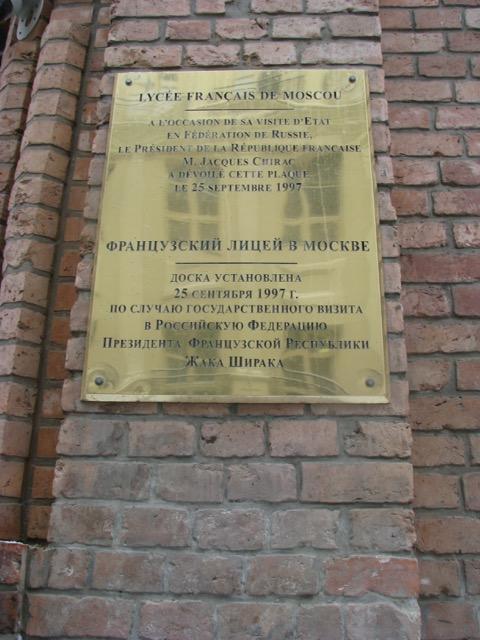 LYCÉE FRANÇAIS DE MOSCOU
A L'OCCASION DE SA VISITE D'ETAT
EN FÉDÉRATION DE RUSSIE,
LE PRÉSIDENT DE LA RÉPUBLIQUE FRANÇAISE
M. JACQUES CHIRAC
A DÉVOILÉ CETTE PLAQUE
LE 25 SEPTEMBRE 1997
ФРАНЦУЗСКИЙ ЛИЦЕЙ В МОСКВЕ
ДОСКА УСТАНОВЛЕНА
25 СЕНТЯБРЯ 1997 Г.
ПО СЛУЧАЮ ГОСУДАРСТВЕННОГО ВИЗИТА
В РОССИЙСКУЮ ФЕДЕРАЦИЮ
ПРЕЗИДЕНТА ФРАНЦУЗСКОЙ РЕСПУБЛИКИ
ЖАКА ШИРАКА